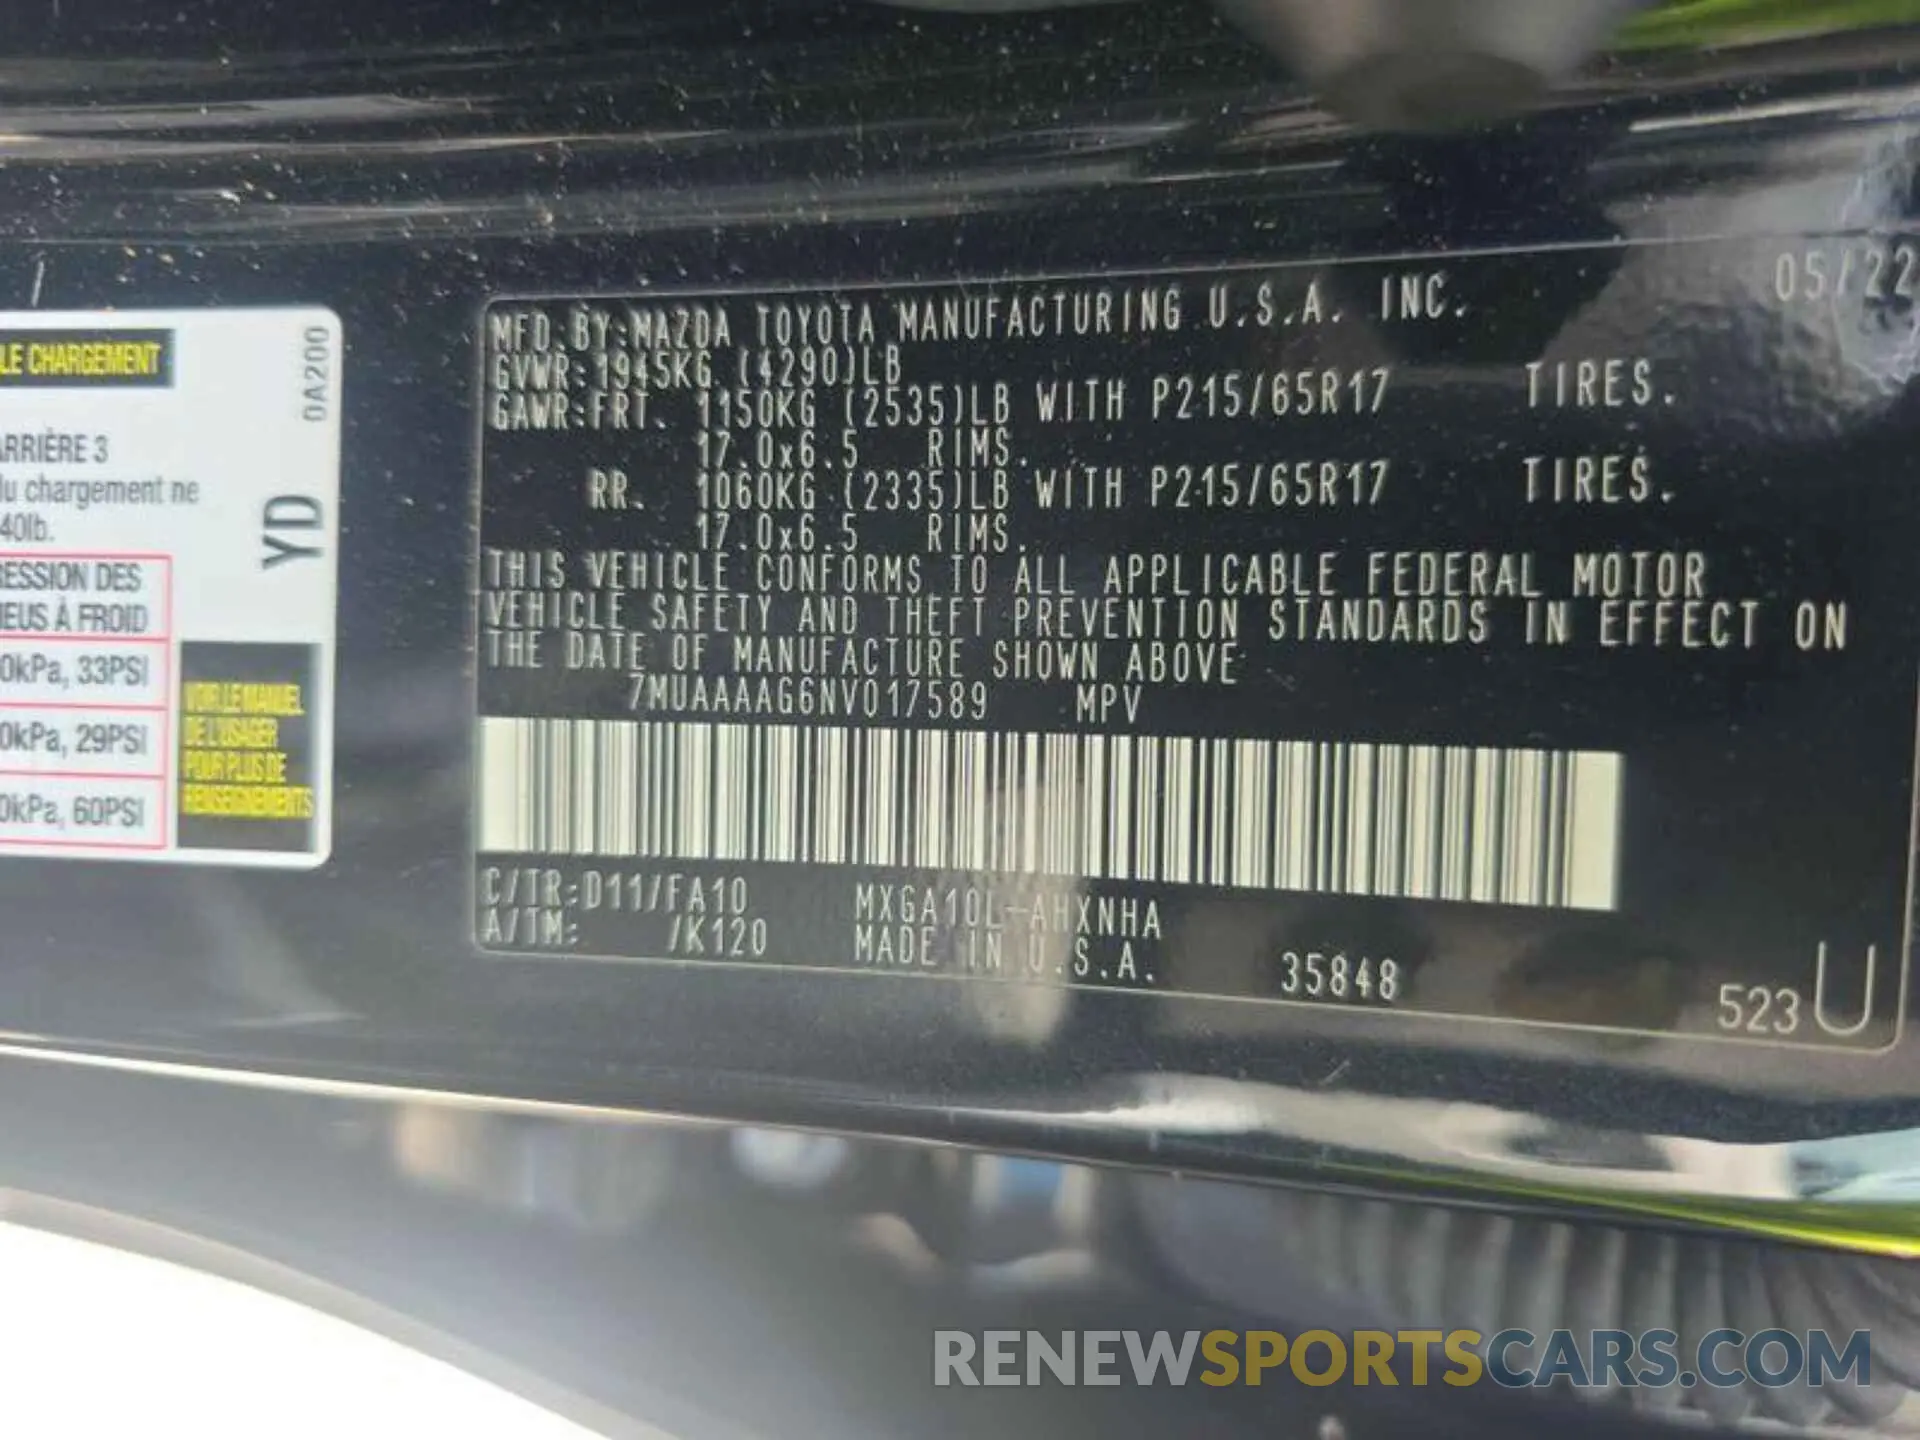 LE CHARGEMENT
0A200
ARRIÈRE 3
du chargement ne
40lb.
YD
RESSION DES
NEUS À FROID
0kPa, 33PSI
0kPa, 29PSI
0kPa, 60PSI
VOIR LE MANUEL
DE L'USAGER
POUR PLUS DE
RENSEIGNEMENTS
05/22
MFD.BY:MAZDA TOYOTA MANUFACTURING U.S.A. INC.
GVWR:1945KG (4290)LB
GAWR:FRT. 1150KG (2535)LB WITH P215/65R17 TIRES.
17.0x6.5 RIMS.
RR. 1060KG (2335)LB WITH P215/65R17 TIRES.
17.0x6.5 RIMS.
THIS VEHICLE CONFORMS TO ALL APPLICABLE FEDERAL MOTOR
VEHICLE SAFETY AND THEFT PREVENTION STANDARDS IN EFFECT ON
THE DATE OF MANUFACTURE SHOWN ABOVE
7MUAAAAG6NV017589 MPV
C/TR:D11/FA10 MXGA10L-AHXNHA
A/TM: /K120 MADE IN U.S.A. 35848
523 U
RENEWSPORTSCARS.COM